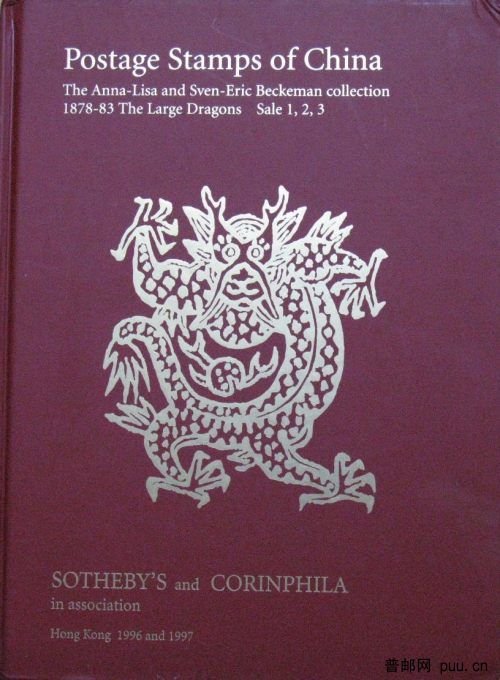 Postage Stamps of China
The Anna-Lisa and Sven-Eric Beckeman collection
1878-83 The Large Dragons Sale 1, 2, 3
SOTHEBY'S and CORINPHILA
in association
Hong Kong 1996 and 1997
普邮网 puu.cn